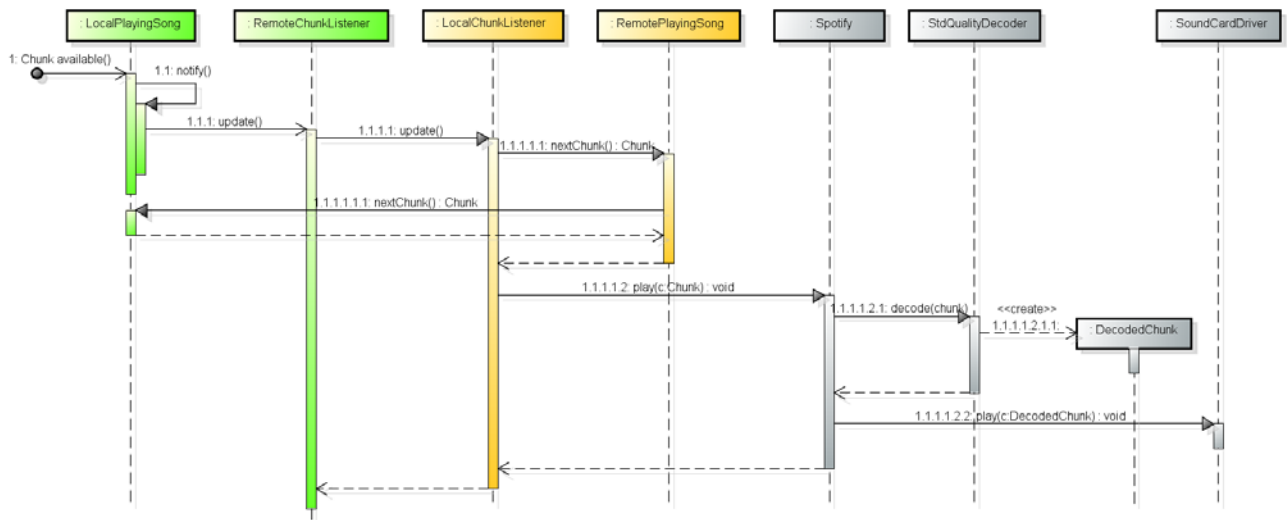 : LocalPlayingSong
: RemoteChunkListener
: LocalChunkListener
: RemotePlayingSong
: Spotify
: StdQualityDecoder
: SoundCardDriver
1: Chunk available()
1.1: notify()
1.1.1: update()
1.1.1.1: update()
1.1.1.1.1: nextChunk() : Chunk
1.1.1.1.1.1: nextChunk() : Chunk
1.1.1.1.2: play(c:Chunk) : void
1.1.1.1.2.1: decode(chunk)
<<create>>
1.1.1.1.2.1.1:
: DecodedChunk
1.1.1.1.2.2: play(c:DecodedChunk) : void